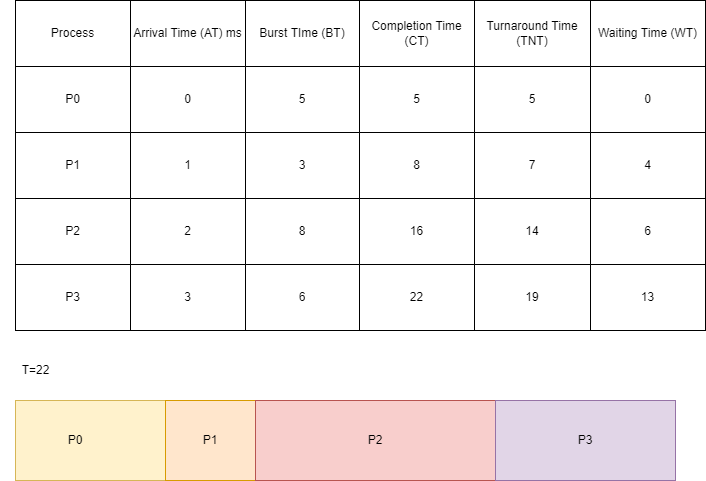 Process Arrival Time (AT) ms Burst TIme (BT) Completion Time (CT) Turnaround Time (TNT) Waiting Time (WT)
P0 0 5 5 5 0
P1 1 3 8 7 4
P2 2 8 16 14 6
P3 3 6 22 19 13
T=22
P0 P1 P2 P3